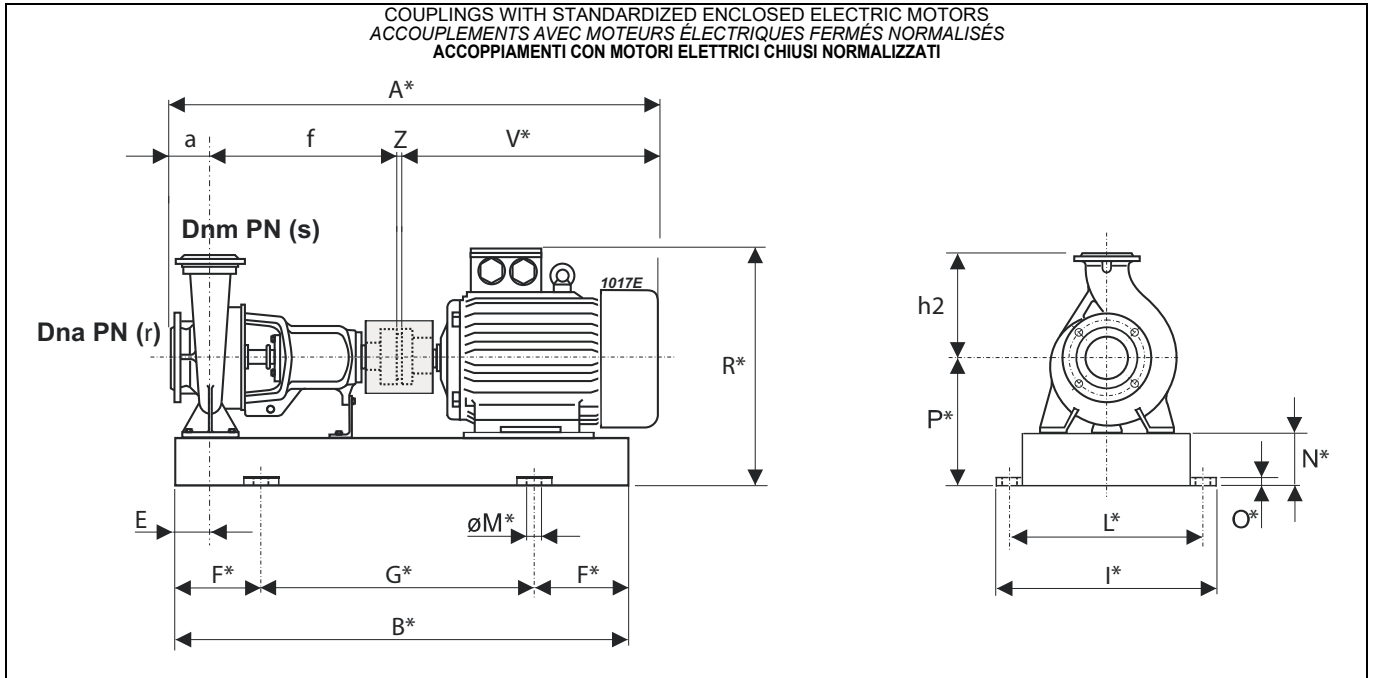 COUPLINGS WITH STANDARDIZED ENCLOSED ELECTRIC MOTORS
ACCOUPLEMENTS AVEC MOTEURS ÉLECTRIQUES FERMÉS NORMALISÉS
ACCOPPIAMENTI CON MOTORI ELETTRICI CHIUSI NORMALIZZATI
A*
a
f
Z
V*
Dnm PN (s)
1017E
Dna PN (r)
R*
h2
P*
N*
E
øM*
O*
L*
F*
G*
F*
I*
B*